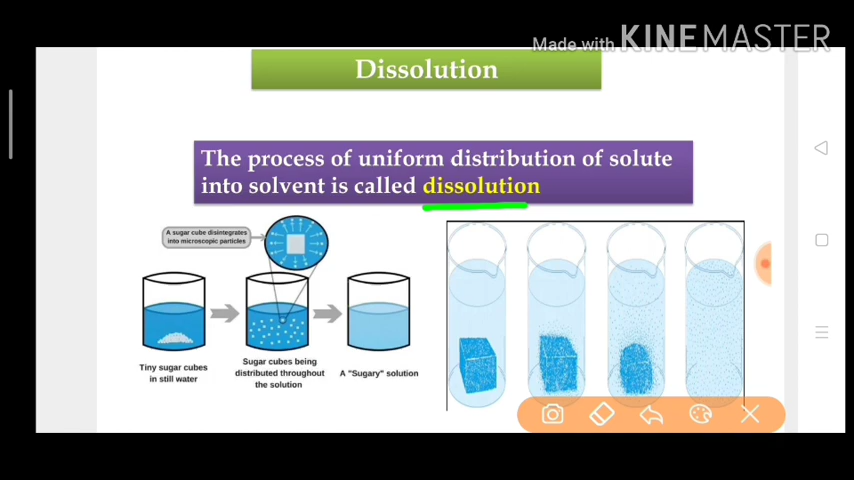 Made with KINEMASTER
Dissolution
The process of uniform distribution of solute
into solvent is called dissolution
A sugar cube disintegrates
into microscopic particles
Tiny sugar cubes
in still water
Sugar cubes being
distributed throughout
the solution
A "Sugary" solution